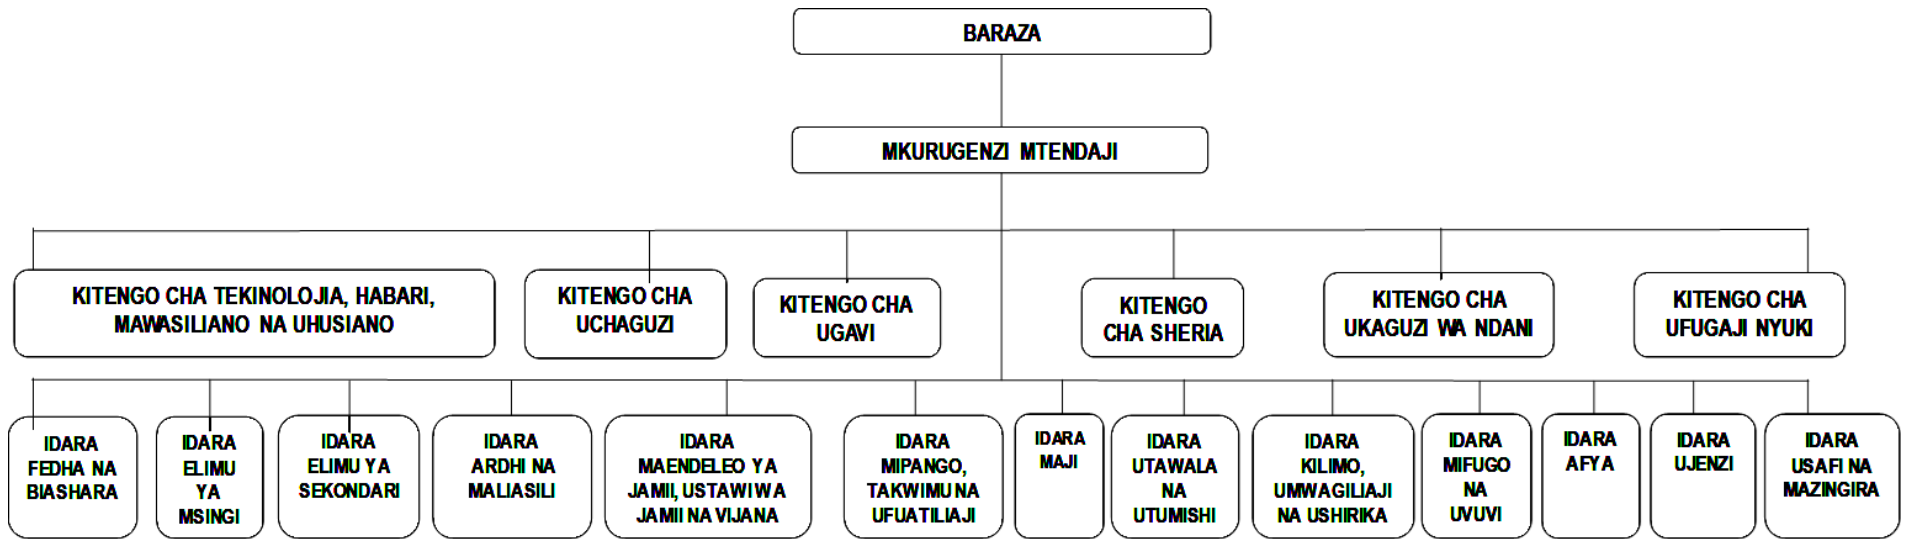 BARAZA
MKURUGENZI MTENDAJI
KITENGO CHA TEKINOLOJIA, HABARI,
MAWASILIANO NA UHUSIANO
KITENGO CHA
UCHAGUZI
KITENGO CHA
UGAVI
KITENGO
CHA SHERIA
KITENGO CHA
UKAGUZI WA NDANI
KITENGO CHA
UFUGAJI NYUKI
IDARA
FEDHA NA
BIASHARA
IDARA
ELIMU
YA
MSINGI
IDARA
ELIMU YA
SEKONDARI
IDARA
ARDHI NA
MALIASILI
IDARA
MAENDELEO YA
JAMII, USTAWI WA
JAMII NA VIJANA
IDARA
MIPANGO,
TAKWIMU NA
UFUATILIAJI
IDARA
MAJI
IDARA
UTAWALA
NA
UTUMISHI
IDARA
KILIMO,
UMWAGILIAJI
NA USHIRIKA
IDARA
MIFUGO
NA
UVUVI
IDARA
AFYA
IDARA
UJENZI
IDARA
USAFI NA
MAZINGIRA